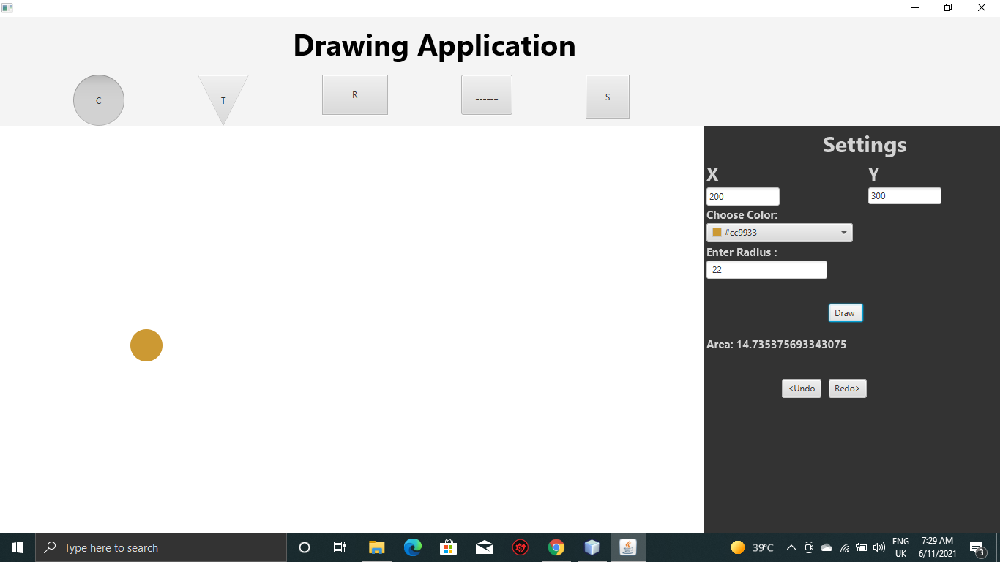 Drawing Application
C
T
R
------
S
Settings
X Y
200 300
Choose Color:
#cc9933
Enter Radius :
22
Draw
Area: 14.735375693343075
<Undo Redo>
Type here to search
39°C
ENG
UK
7:29 AM
6/11/2021
3